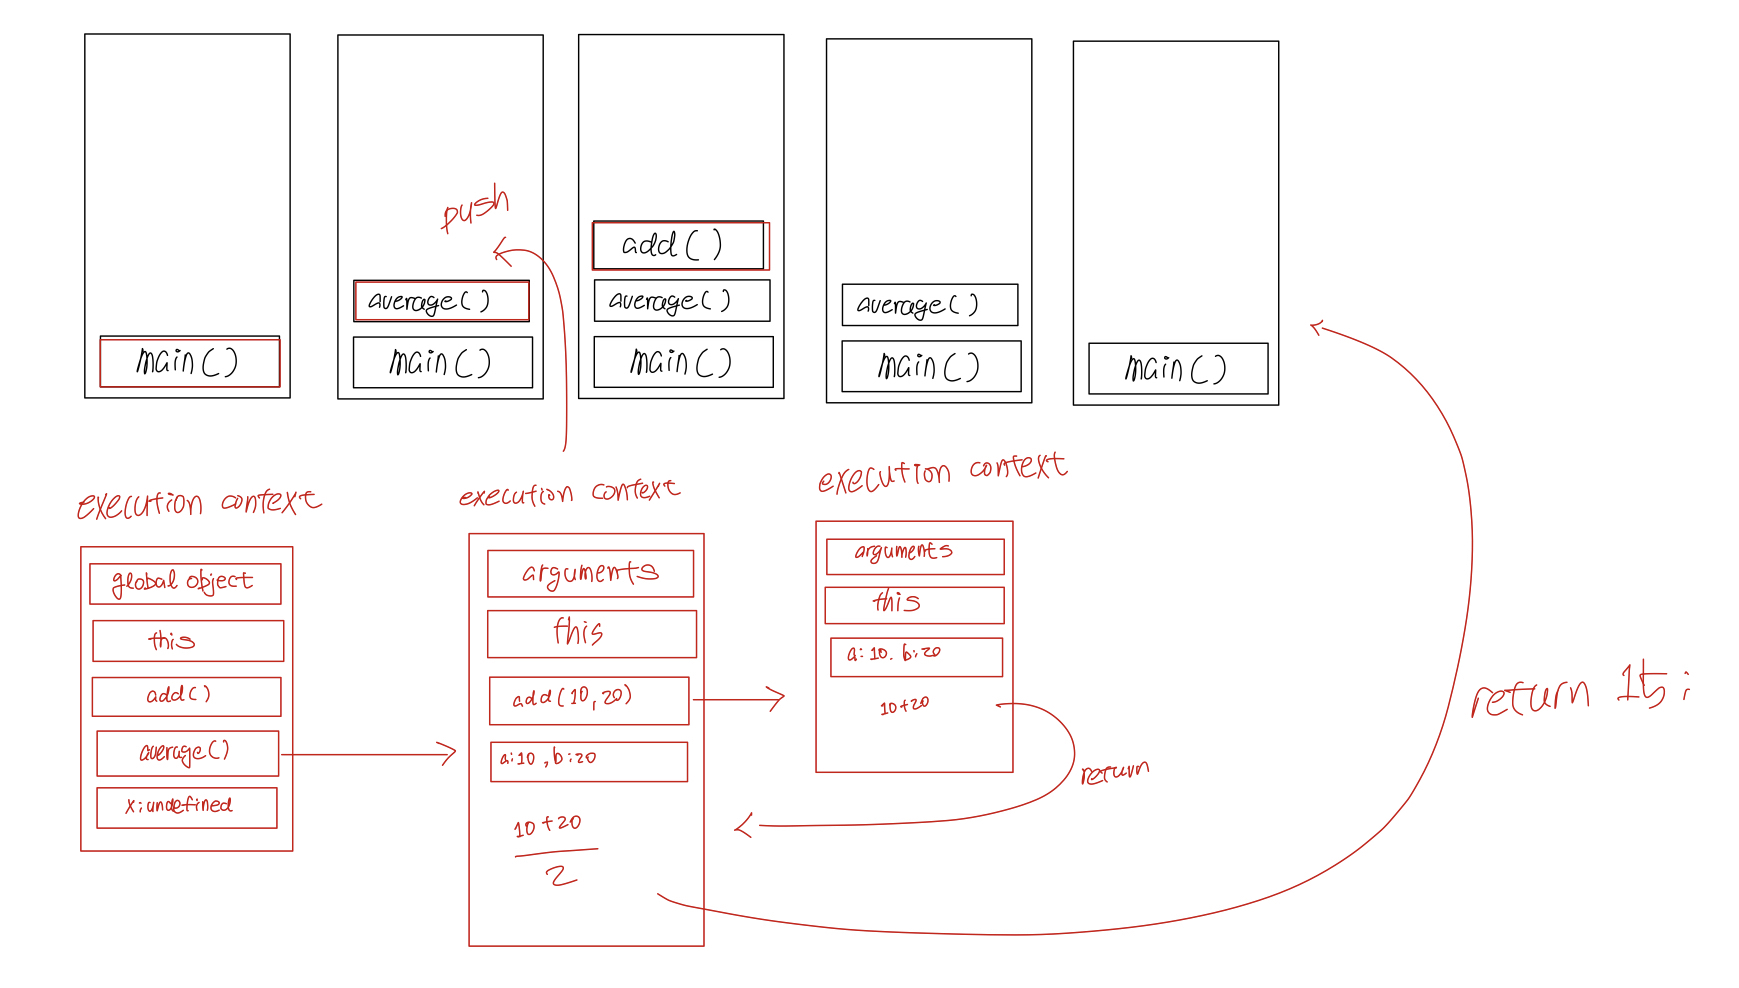 main()
push
average()
main()
add()
average()
main()
average()
main()
main()
execution context
global object
this
add()
average()
x:undefined
execution context
arguments
this
add(10,20)
a:10,b:20
10+20
2
execution context
arguments
this
a:10. b:20
10+20
return
return 15;